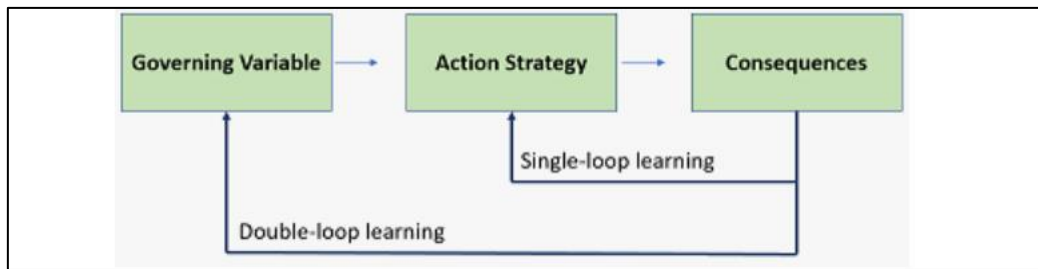 Governing Variable
Action Strategy
Consequences
Single-loop learning
Double-loop learning